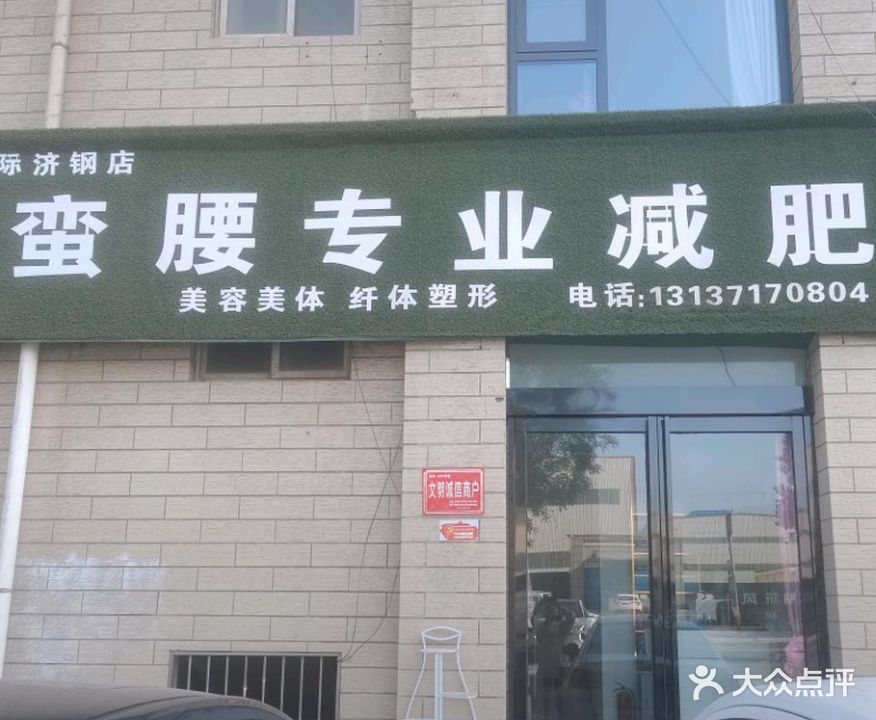 际济钢店
蛮腰专业减肥
美容美体 纤体塑形 电话:13137170804
文明诚信商户
大众点评